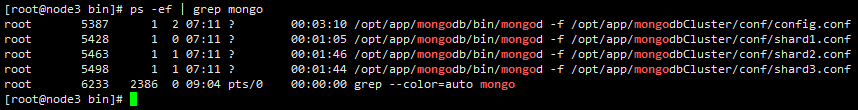 [root@node3 bin]# ps -ef | grep mongo
root 5387 1 2 07:11 ? 00:03:10 /opt/app/mongodb/bin/mongod -f /opt/app/mongodbCluster/conf/config.conf
root 5428 1 0 07:11 ? 00:01:05 /opt/app/mongodb/bin/mongod -f /opt/app/mongodbCluster/conf/shard1.conf
root 5463 1 1 07:11 ? 00:01:46 /opt/app/mongodb/bin/mongod -f /opt/app/mongodbCluster/conf/shard2.conf
root 5498 1 1 07:11 ? 00:01:44 /opt/app/mongodb/bin/mongod -f /opt/app/mongodbCluster/conf/shard3.conf
root 6233 2386 0 09:04 pts/0 00:00:00 grep --color=auto mongo
[root@node3 bin]#